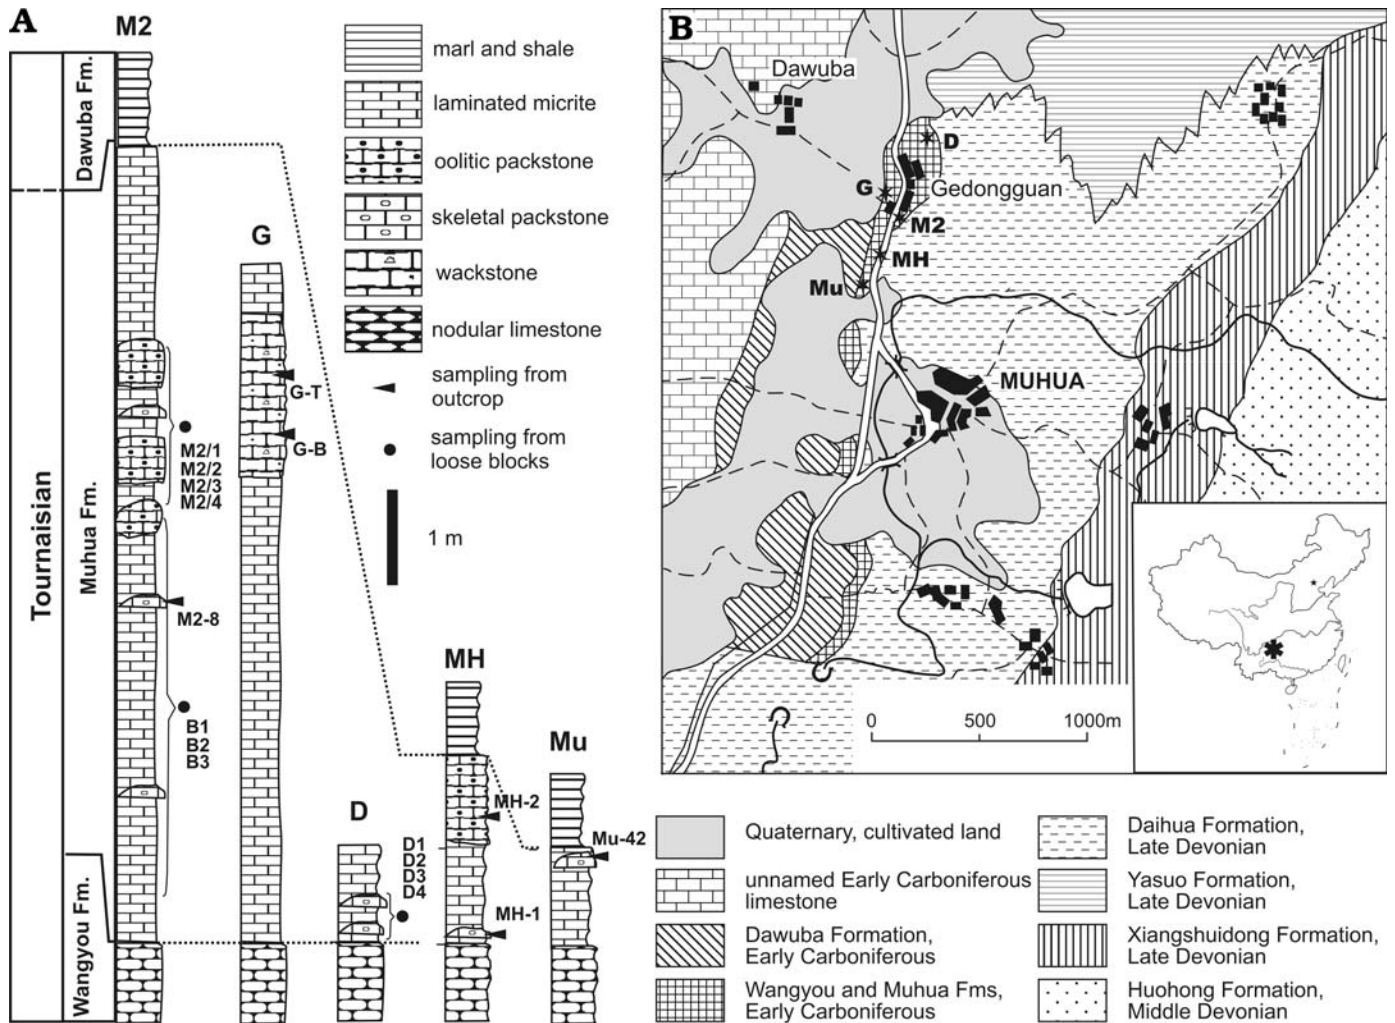 A
M2
Tournaisian
Dawuba Fm.
Muhua Fm.
Wangyou Fm.
M2/1
M2/2
M2/3
M2/4
M2-8
B1
B2
B3
G
G-T
G-B
D
D1
D2
D3
D4
MH
MH-2
MH-1
Mu
Mu-42
marl and shale
laminated micrite
oolitic packstone
skeletal packstone
wackstone
nodular limestone
sampling from
outcrop
sampling from
loose blocks
1 m
B
Dawuba
D
G
Gedongguan
M2
MH
Mu
MUHUA
0 500 1000m
Quaternary, cultivated land
unnamed Early Carboniferous
limestone
Dawuba Formation,
Early Carboniferous
Wangyou and Muhua Fms,
Early Carboniferous
Daihua Formation,
Late Devonian
Yasuo Formation,
Late Devonian
Xiangshuidong Formation,
Late Devonian
Huohong Formation,
Middle Devonian